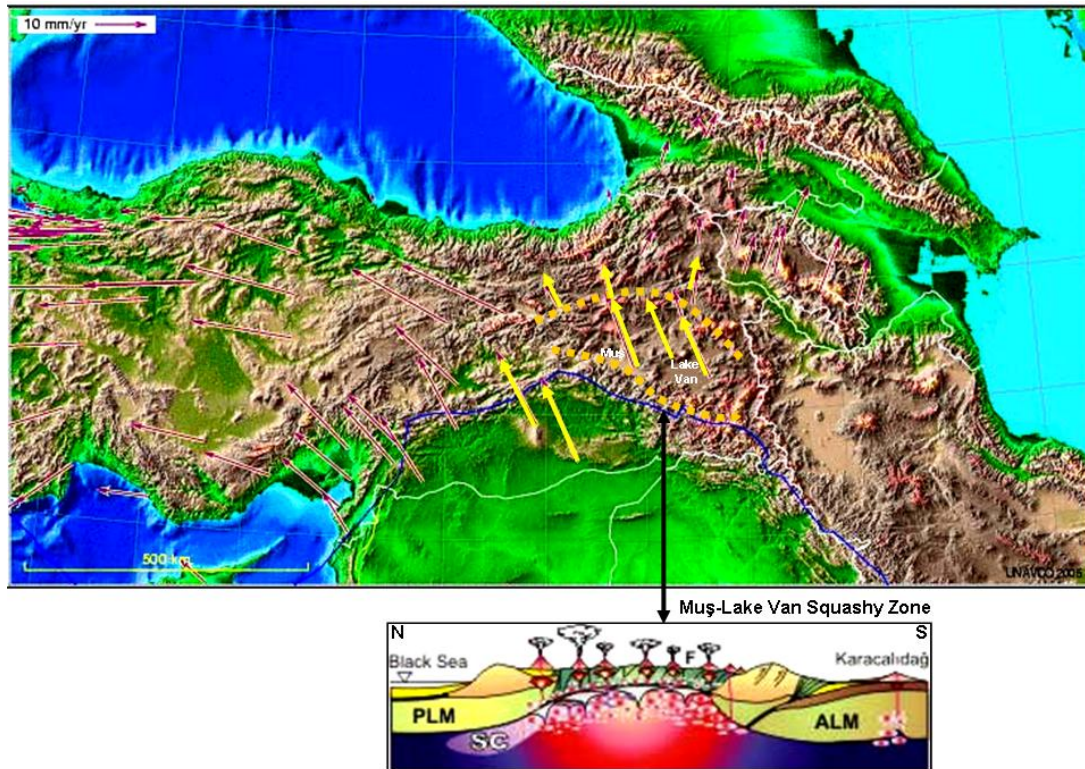 10 mm/yr
Muş
Lake
Van
500 km
UNAVCO 2005
Muş-Lake Van Squashy Zone
N
S
Black Sea
F
Karacalıdağ
PLM
SC
ALM